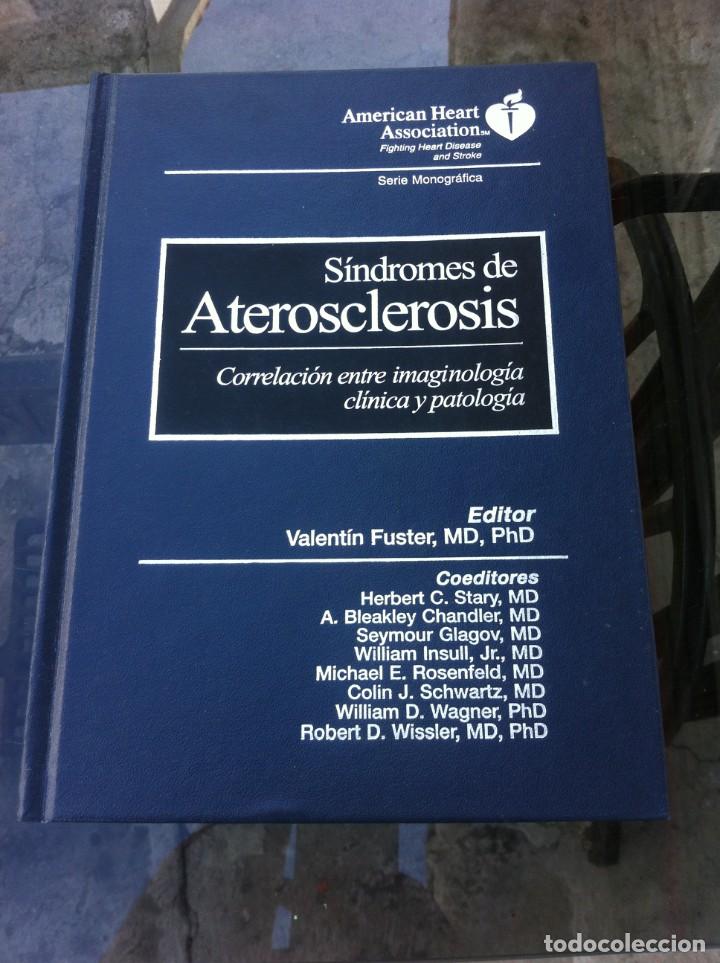 American Heart
Association℠
Fighting Heart Disease
and Stroke
Serie Monográfica
Síndromes de
Aterosclerosis
Correlación entre imaginología
clínica y patología
Editor
Valentín Fuster, MD, PhD
Coeditores
Herbert C. Stary, MD
A. Bleakley Chandler, MD
Seymour Glagov, MD
William Insull, Jr., MD
Michael E. Rosenfeld, MD
Colin J. Schwartz, MD
William D. Wagner, PhD
Robert D. Wissler, MD, PhD
todocoleccion